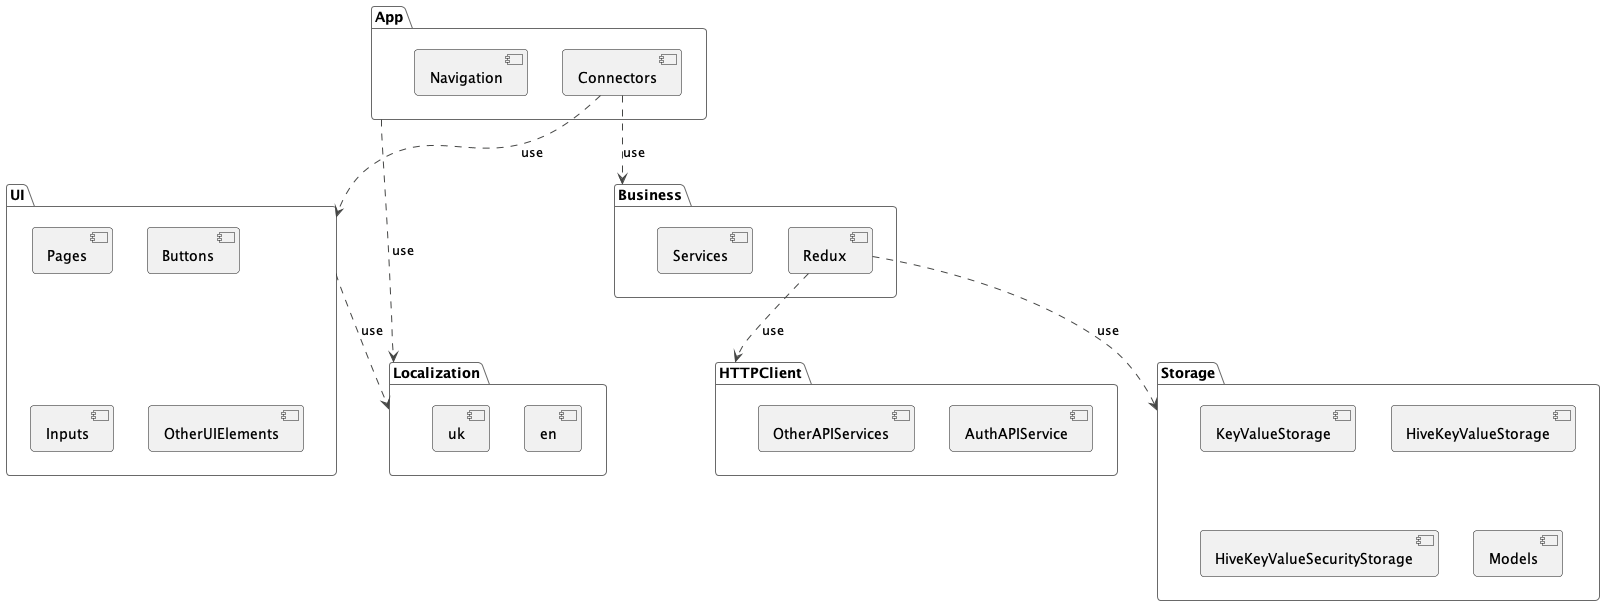 App
Navigation
Connectors
use
use
UI
Business
Pages
Buttons
Services
Redux
use
use
use
use
Localization
HTTPClient
Storage
Inputs
OtherUIElements
uk
en
OtherAPIServices
AuthAPIService
KeyValueStorage
HiveKeyValueStorage
HiveKeyValueSecurityStorage
Models